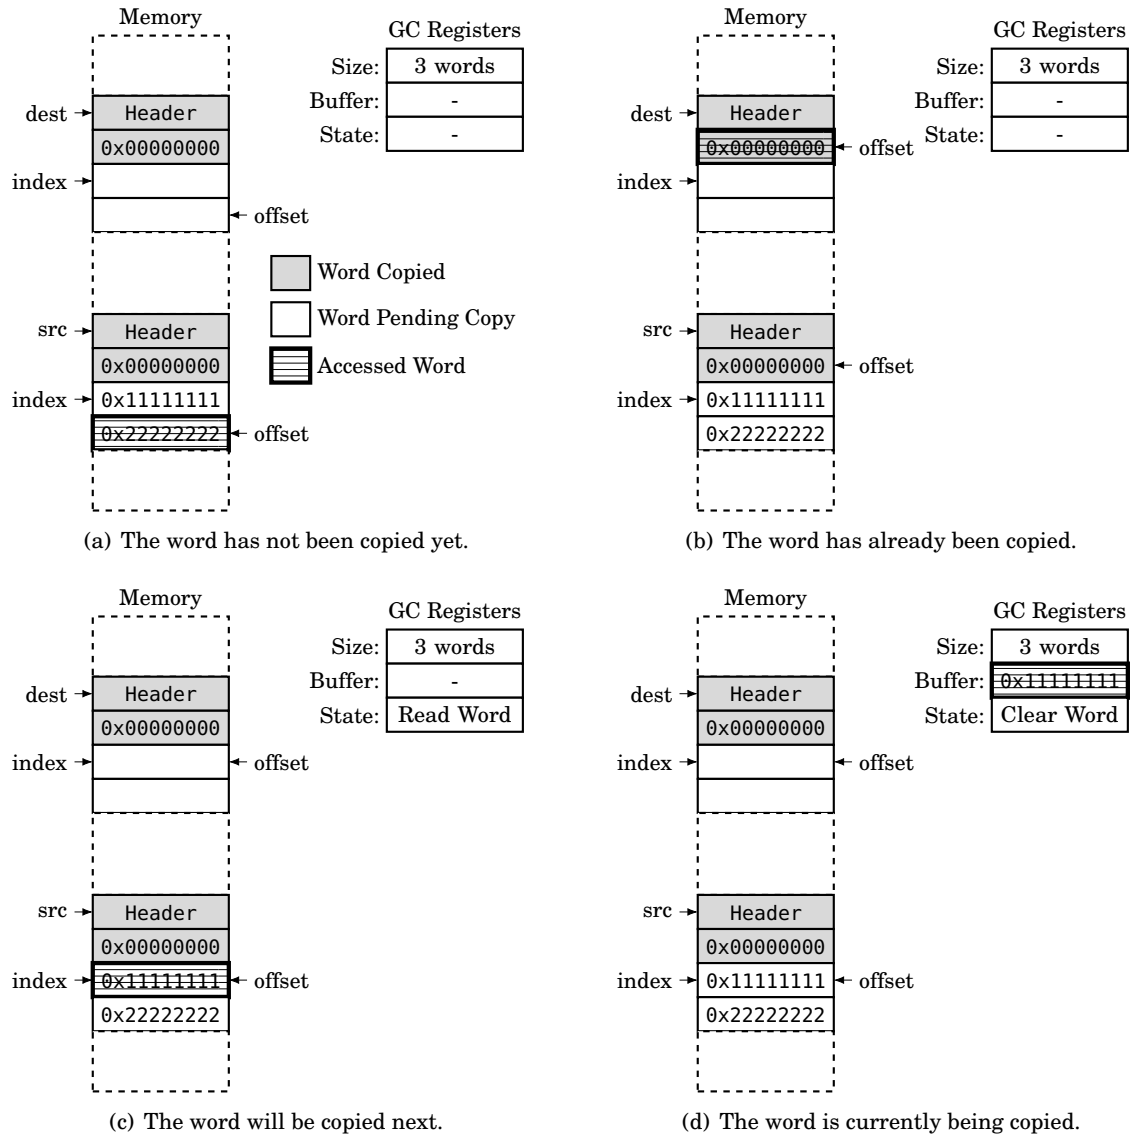 Memory
GC Registers
Size: 3 words
Buffer: -
State: -
dest Header
0x00000000
index
offset
Word Copied
Word Pending Copy
Accessed Word
src Header
0x00000000
index 0x11111111
0x22222222 offset
(a) The word has not been copied yet.
Memory
GC Registers
Size: 3 words
Buffer: -
State: -
dest Header
0x00000000 offset
index
src Header
0x00000000 offset
index 0x11111111
0x22222222
(b) The word has already been copied.
Memory
GC Registers
Size: 3 words
Buffer: -
State: Read Word
dest Header
0x00000000
index offset
src Header
0x00000000
index 0x11111111 offset
0x22222222
(c) The word will be copied next.
Memory
GC Registers
Size: 3 words
Buffer: 0x11111111
State: Clear Word
dest Header
0x00000000
index offset
src Header
0x00000000
index 0x11111111 offset
0x22222222
(d) The word is currently being copied.